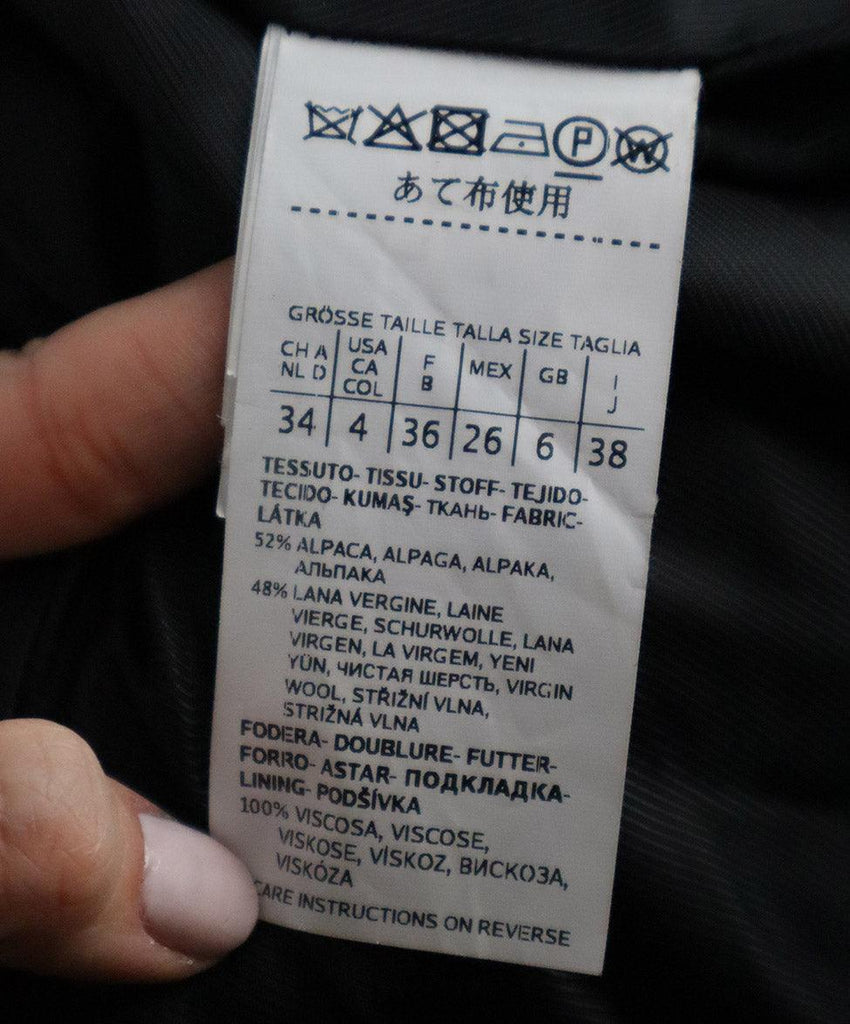 P W
あて布使用
GRÖSSE TAILLE TALLA SIZE TAGLIA
CH A NL D USA CA COL F B MEX GB I J
34 4 36 26 6 38
TESSUTO- TISSU- STOFF- TEJIDO-
TECIDO- KUMAŞ- ТКАНЬ- FABRIC-
LÁTKA
52% ALPACA, ALPAGA, ALPAKA,
АЛЬПАКА
48% LANA VERGINE, LAINE
VIERGE, SCHURWOLLE, LANA
VIRGEN, LA VIRGEM, YENI
YÜN, ЧИСТАЯ ШЕРСТЬ, VIRGIN
WOOL, STŘIŽNÍ VLNA,
STRIŽNÁ VLNA
FODERA- DOUBLURE- FUTTER-
FORRO- ASTAR- ПОДКЛАДКА-
LINING- PODŠÍVKA
100% VISCOSA, VISCOSE,
VISKOSE, VİSKOZ, ВИСКОЗА,
VISKÓZA
CARE INSTRUCTIONS ON REVERSE